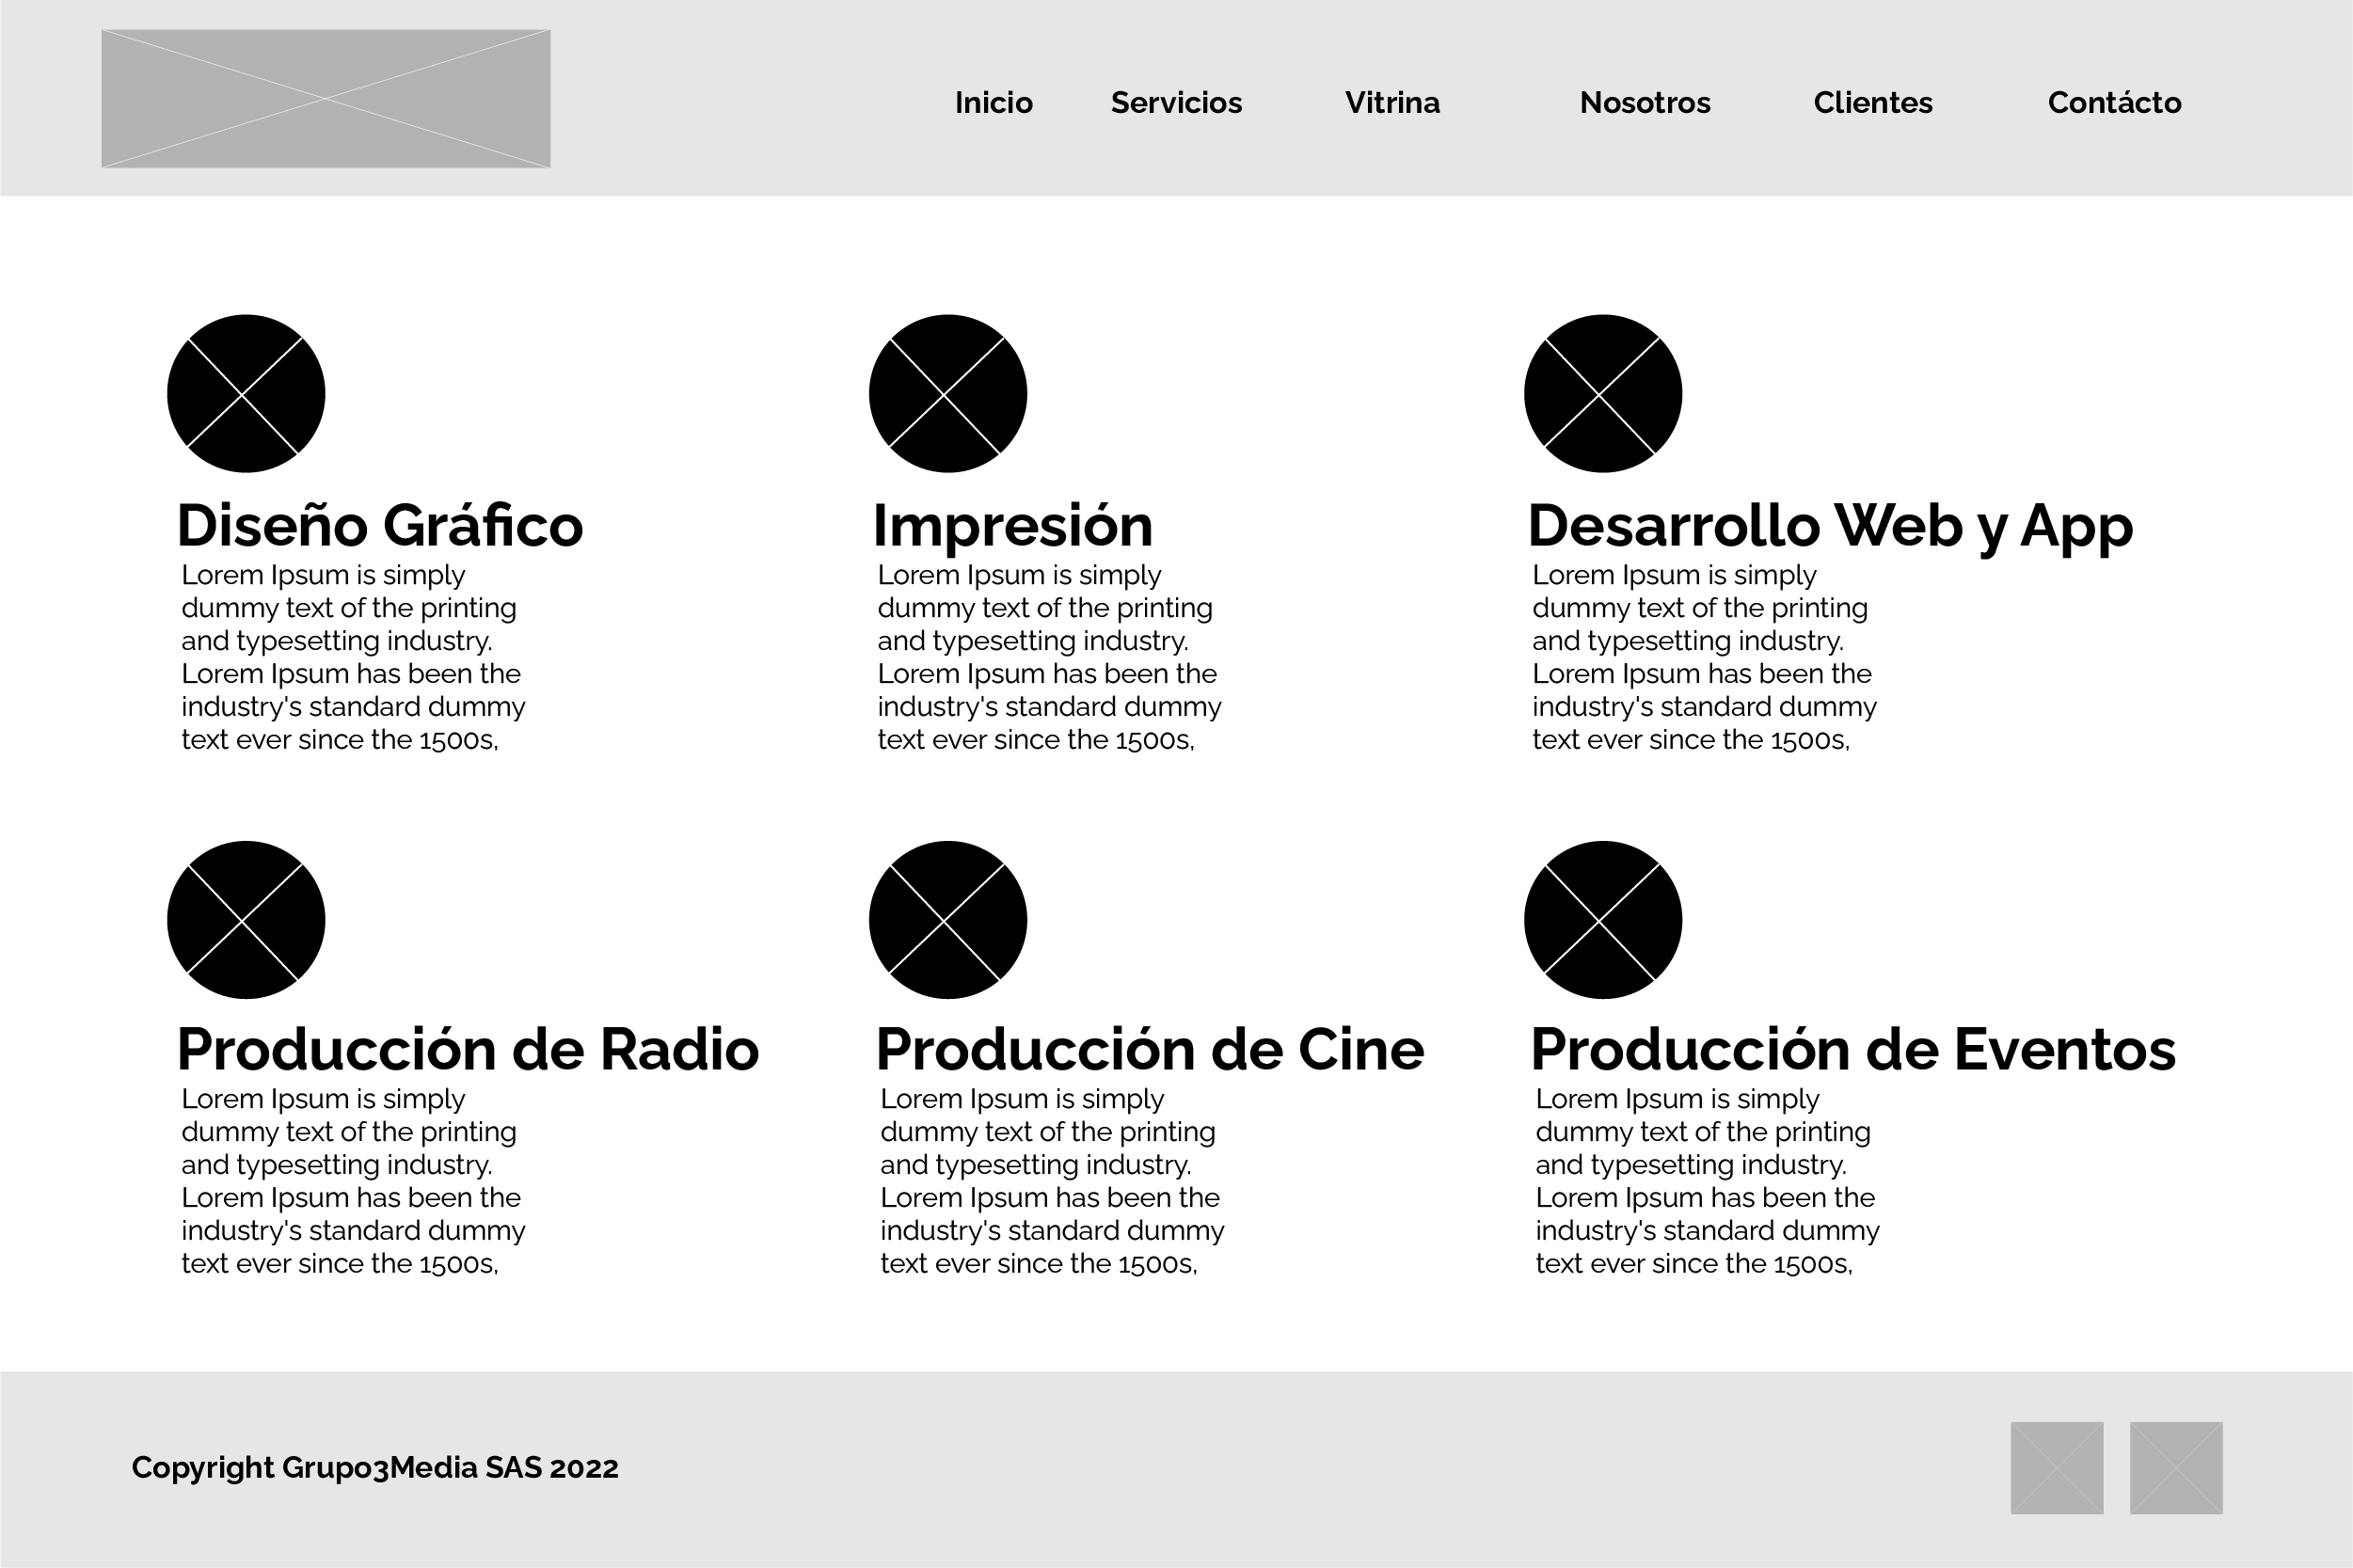 Inicio Servicios Vitrina Nosotros Clientes Contácto
Diseño Gráfico
Lorem Ipsum is simply
dummy text of the printing
and typesetting industry.
Lorem Ipsum has been the
industry's standard dummy
text ever since the 1500s,
Impresión
Lorem Ipsum is simply
dummy text of the printing
and typesetting industry.
Lorem Ipsum has been the
industry's standard dummy
text ever since the 1500s,
Desarrollo Web y App
Lorem Ipsum is simply
dummy text of the printing
and typesetting industry.
Lorem Ipsum has been the
industry's standard dummy
text ever since the 1500s,
Producción de Radio
Lorem Ipsum is simply
dummy text of the printing
and typesetting industry.
Lorem Ipsum has been the
industry's standard dummy
text ever since the 1500s,
Producción de Cine
Lorem Ipsum is simply
dummy text of the printing
and typesetting industry.
Lorem Ipsum has been the
industry's standard dummy
text ever since the 1500s,
Producción de Eventos
Lorem Ipsum is simply
dummy text of the printing
and typesetting industry.
Lorem Ipsum has been the
industry's standard dummy
text ever since the 1500s,
Copyright Grupo3Media SAS 2022